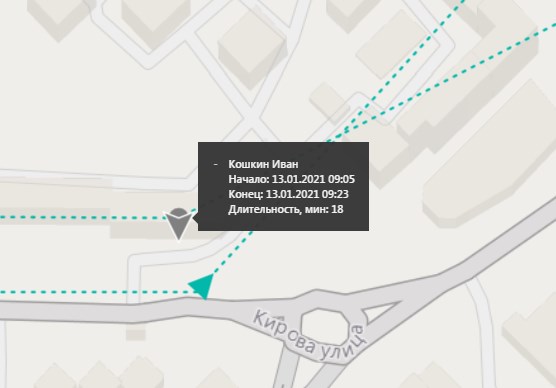 - Кошкин Иван
Начало: 13.01.2021 09:05
Конец: 13.01.2021 09:23
Длительность, мин: 18
Кирова улица